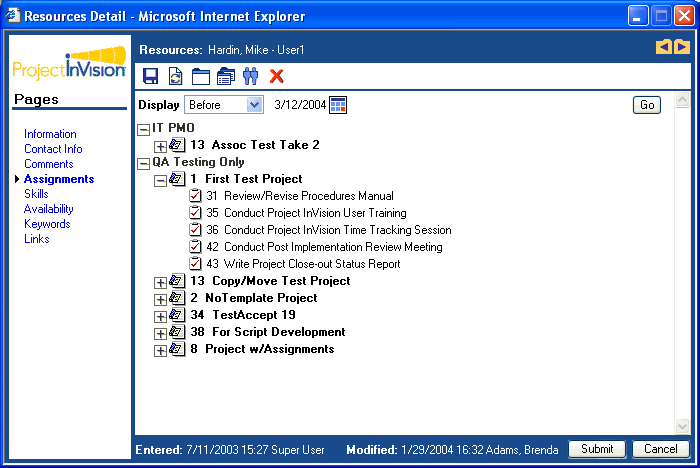 Resources Detail - Microsoft Internet Explorer
Resources: Hardin, Mike - User1
ProjectinVision
Pages
Information
Contact Info
Comments
Assignments
Skills
Availability
Keywords
Links
Display Before 3/12/2004 Go
IT PMO
13 Assoc Test Take 2
QA Testing Only
1 First Test Project
31 Review/Revise Procedures Manual
35 Conduct Project InVision User Training
36 Conduct Project InVision Time Tracking Session
42 Conduct Post Implementation Review Meeting
43 Write Project Close-out Status Report
13 Copy/Move Test Project
2 NoTemplate Project
34 TestAccept 19
38 For Script Development
8 Project w/Assignments
Entered: 7/11/2003 15:27 Super User Modified: 1/29/2004 16:32 Adams, Brenda Submit Cancel